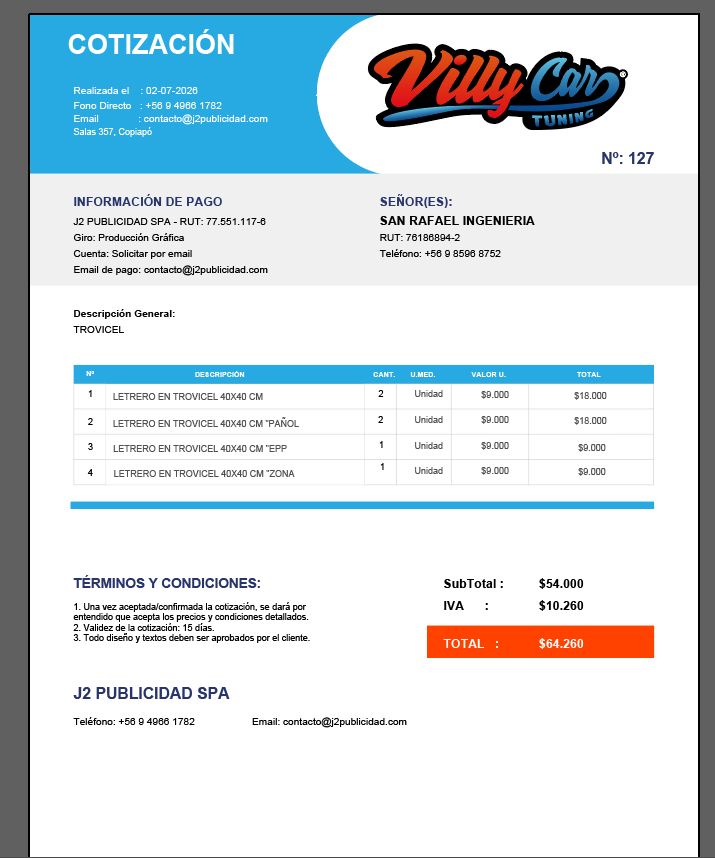 COTIZACIÓN
Villy Car®
TUNING
Realizada el : 02-07-2026
Fono Directo : +56 9 4966 1782
Email : contacto@j2publicidad.com
Salas 357, Copiapó
Nº: 127
INFORMACIÓN DE PAGO
J2 PUBLICIDAD SPA - RUT: 77.551.117-6
Giro: Producción Gráfica
Cuenta: Solicitar por email
Email de pago: contacto@j2publicidad.com
SEÑOR(ES):
SAN RAFAEL INGENIERIA
RUT: 76186894-2
Teléfono: +56 9 8596 8752
Descripción General:
TROVICEL
Nº DESCRIPCIÓN CANT. U.MED. VALOR U. TOTAL
1 LETRERO EN TROVICEL 40X40 CM 2 Unidad $9.000 $18.000
2 LETRERO EN TROVICEL 40X40 CM "PAÑOL 2 Unidad $9.000 $18.000
3 LETRERO EN TROVICEL 40X40 CM "EPP 1 Unidad $9.000 $9.000
4 LETRERO EN TROVICEL 40X40 CM "ZONA 1 Unidad $9.000 $9.000
TÉRMINOS Y CONDICIONES:
1. Una vez aceptada/confirmada la cotización, se dará por
entendido que acepta los precios y condiciones detallados.
2. Validez de la cotización: 15 días.
3. Todo diseño y textos deben ser aprobados por el cliente.
SubTotal : $54.000
IVA : $10.260
TOTAL : $64.260
J2 PUBLICIDAD SPA
Teléfono: +56 9 4966 1782 Email: contacto@j2publicidad.com